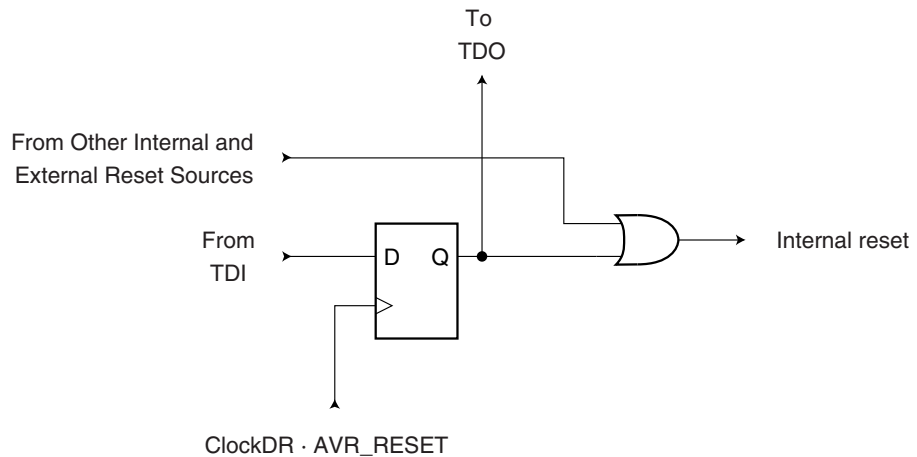 To
TDO
From Other Internal and
External Reset Sources
From
TDI
D
Q
Internal reset
ClockDR · AVR_RESET